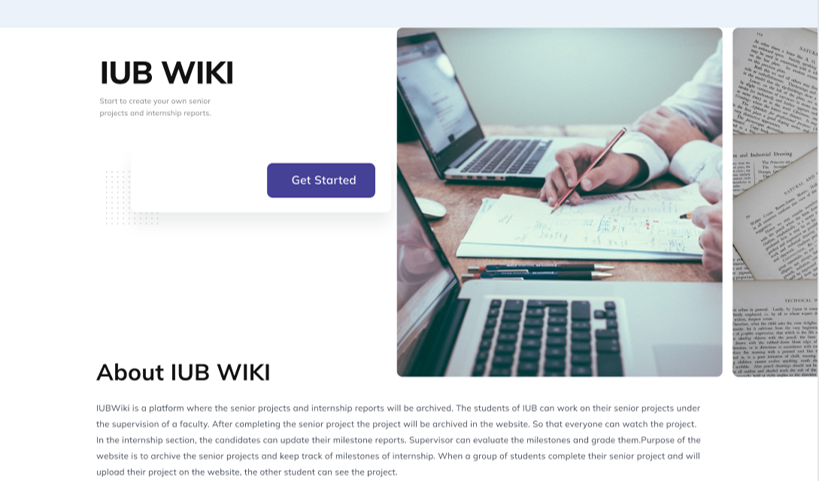 IUB WIKI
Start to create your own senior
projects and internship reports.
Get Started
About IUB WIKI
IUBWiki is a platform where the senior projects and internship reports will be archived. The students of IUB can work on their senior projects under
the supervision of a faculty. After completing the senior project the project will be archived in the website. So that everyone can watch the project.
In the internship section, the candidates can update their milestone reports. Supervisor can evaluate the milestones and grade them.Purpose of the
website is to archive the senior projects and keep track of milestones of internship. When a group of students complete their senior project and will
upload their project on the website, the other student can see the project.